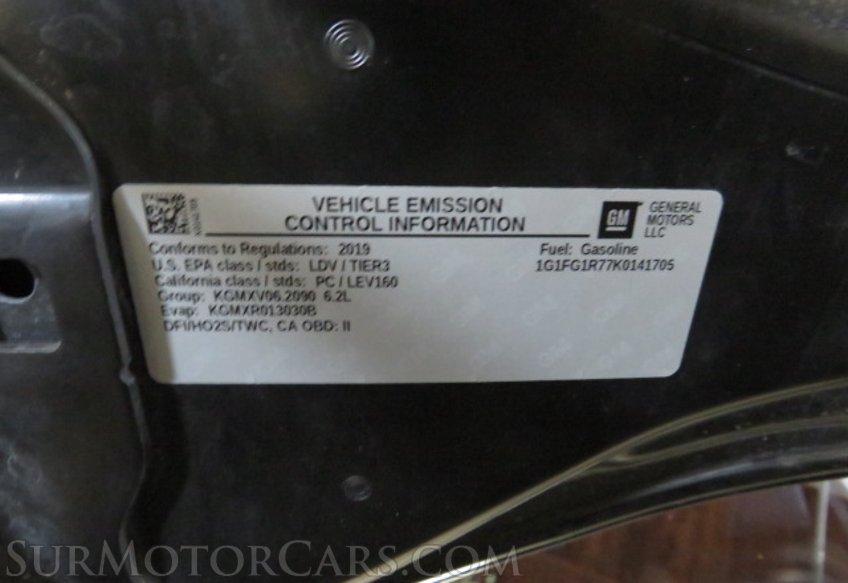 VEHICLE EMISSION
CONTROL INFORMATION
GM
GENERAL
MOTORS
LLC
Conforms to Regulations: 2019
U.S. EPA class / stds: LDV / TIER3
California class / stds: PC / LEV160
Group: KGMXV06.2090 6.2L
Evap: KGMXR013030B
DFI/HO2S/TWC, CA OBD: II
Fuel: Gasoline
1G1FG1R77K0141705
SURMOTORCARS.COM